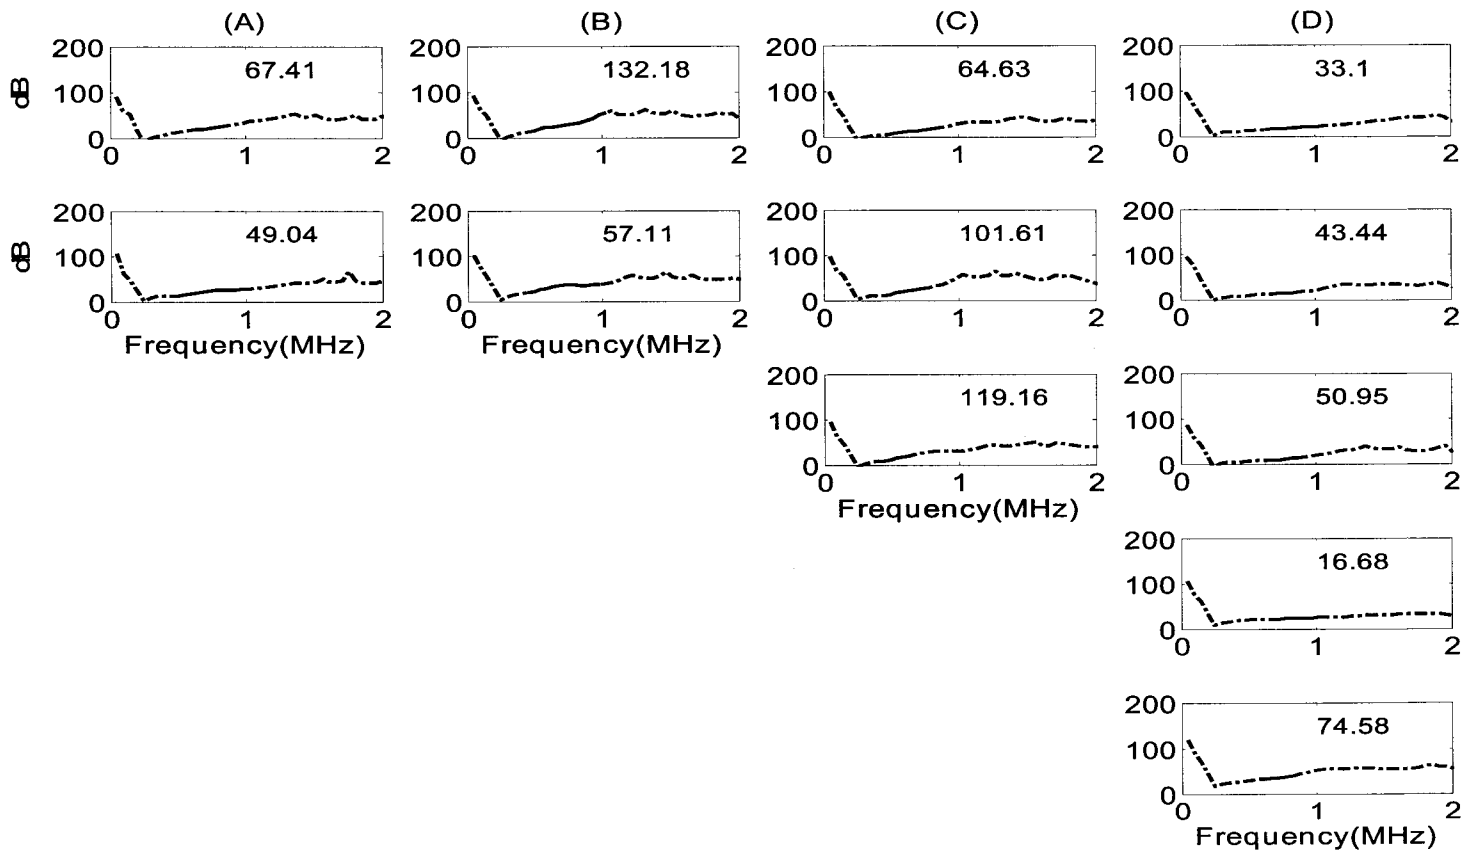 (A) (B) (C) (D)
200 67.41 200 132.18 200 64.63 200 33.1
dB 100 100 100 100
0 0 0 0
0 1 2 0 1 2 0 1 2 0 1 2
200 49.04 200 57.11 200 101.61 200 43.44
dB 100 100 100 100
0 0 0 0
0 1 2 0 1 2 0 1 2 0 1 2
Frequency(MHz) Frequency(MHz)
200 119.16 200 50.95
100 100
0 0
0 1 2 0 1 2
Frequency(MHz)
200 16.68
100
0
0 1 2
200 74.58
100
0
0 1 2
Frequency(MHz)